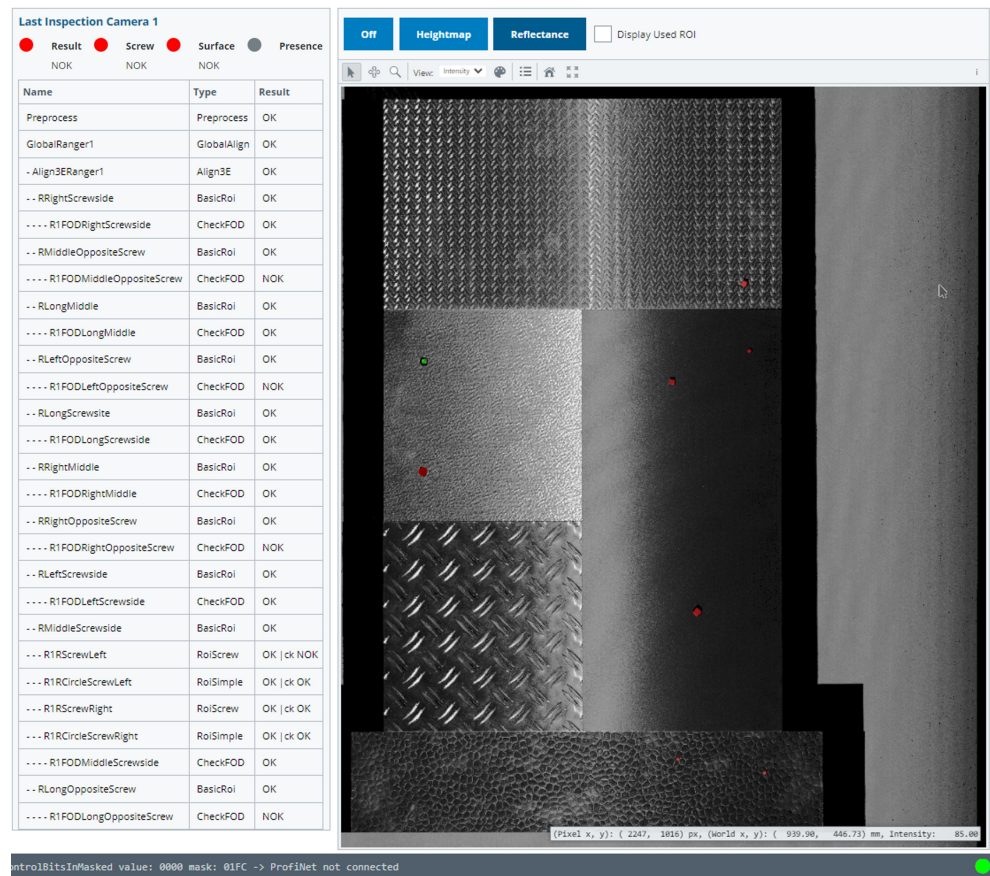 Last Inspection Camera 1
Result Screw Surface Presence
NOK NOK NOK
Name Type Result
Preprocess Preprocess OK
GlobalRanger1 GlobalAlign OK
- Align3ERanger1 Align3E OK
- - RRightScrewside BasicRoi OK
- - - - R1FODRightScrewside CheckFOD OK
- - RMiddleOppositeScrew BasicRoi OK
- - - - R1FODMiddleOppositeScrew CheckFOD NOK
- - RLongMiddle BasicRoi OK
- - - - R1FODLongMiddle CheckFOD OK
- - RLeftOppositeScrew BasicRoi OK
- - - - R1FODLeftOppositeScrew CheckFOD NOK
- - RLongScrewsite BasicRoi OK
- - - - R1FODLongScrewside CheckFOD OK
- - RRightMiddle BasicRoi OK
- - - - R1FODRightMiddle CheckFOD OK
- - RRightOppositeScrew BasicRoi OK
- - - - R1FODRightOppositeScrew CheckFOD NOK
- - RLeftScrewside BasicRoi OK
- - - - R1FODLeftScrewside CheckFOD OK
- - RMiddleScrewside BasicRoi OK
- - - R1RScrewLeft RoiScrew OK |ck NOK
- - - R1RCircleScrewLeft RoiSimple OK |ck OK
- - - R1RScrewRight RoiScrew OK |ck OK
- - - R1RCircleScrewRight RoiSimple OK |ck OK
- - - - R1FODMiddleScrewside CheckFOD OK
- - RLongOppositeScrew BasicRoi OK
- - - - R1FODLongOppositeScrew CheckFOD NOK
Off Heightmap Reflectance Display Used ROI
View: Intensity i
(Pixel x, y): ( 2247, 1016) px, (World x, y): ( 939.90, 446.73) mm, Intensity: 85.00
ontrolBitsInMasked value: 0000 mask: 01FC -> ProfiNet not connected